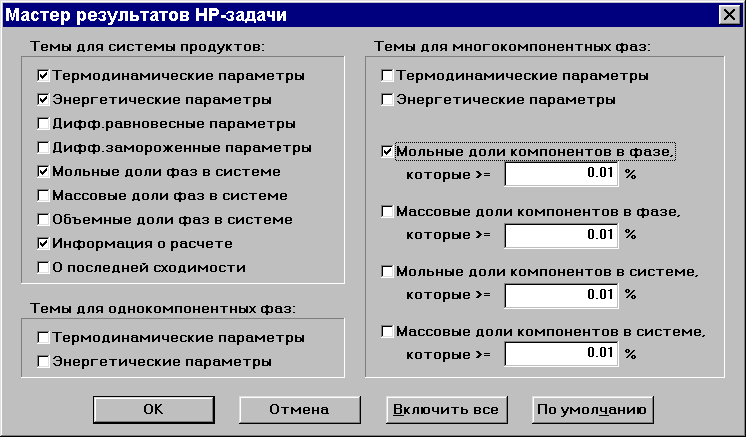 Мастер результатов HP-задачи
Темы для системы продуктов:
Термодинамические параметры
Энергетические параметры
Дифф.равновесные параметры
Дифф.замороженные параметры
Мольные доли фаз в системе
Массовые доли фаз в системе
Объемные доли фаз в системе
Информация о расчете
О последней сходимости
Темы для однокомпонентных фаз:
Термодинамические параметры
Энергетические параметры
Темы для многокомпонентных фаз:
Термодинамические параметры
Энергетические параметры
Мольные доли компонентов в фазе,
которые >= 0.01 %
Массовые доли компонентов в фазе,
которые >= 0.01 %
Мольные доли компонентов в системе,
которые >= 0.01 %
Массовые доли компонентов в системе,
которые >= 0.01 %
OK Отмена Включить все По умолчанию